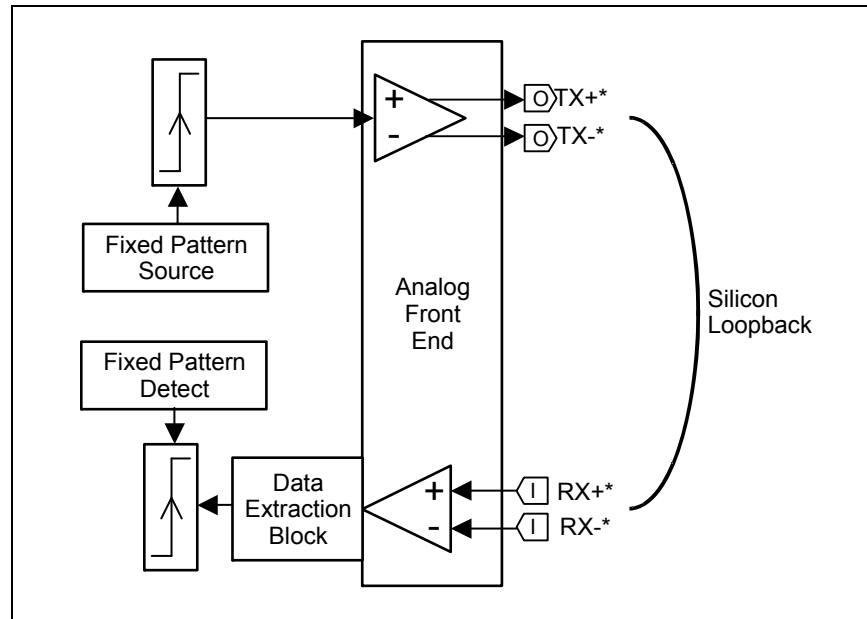 +
-
O TX+*
O TX-*
Fixed Pattern
Source
Analog
Front
End
Silicon
Loopback
Fixed Pattern
Detect
Data
Extraction
Block
+
-
I RX+*
I RX-*